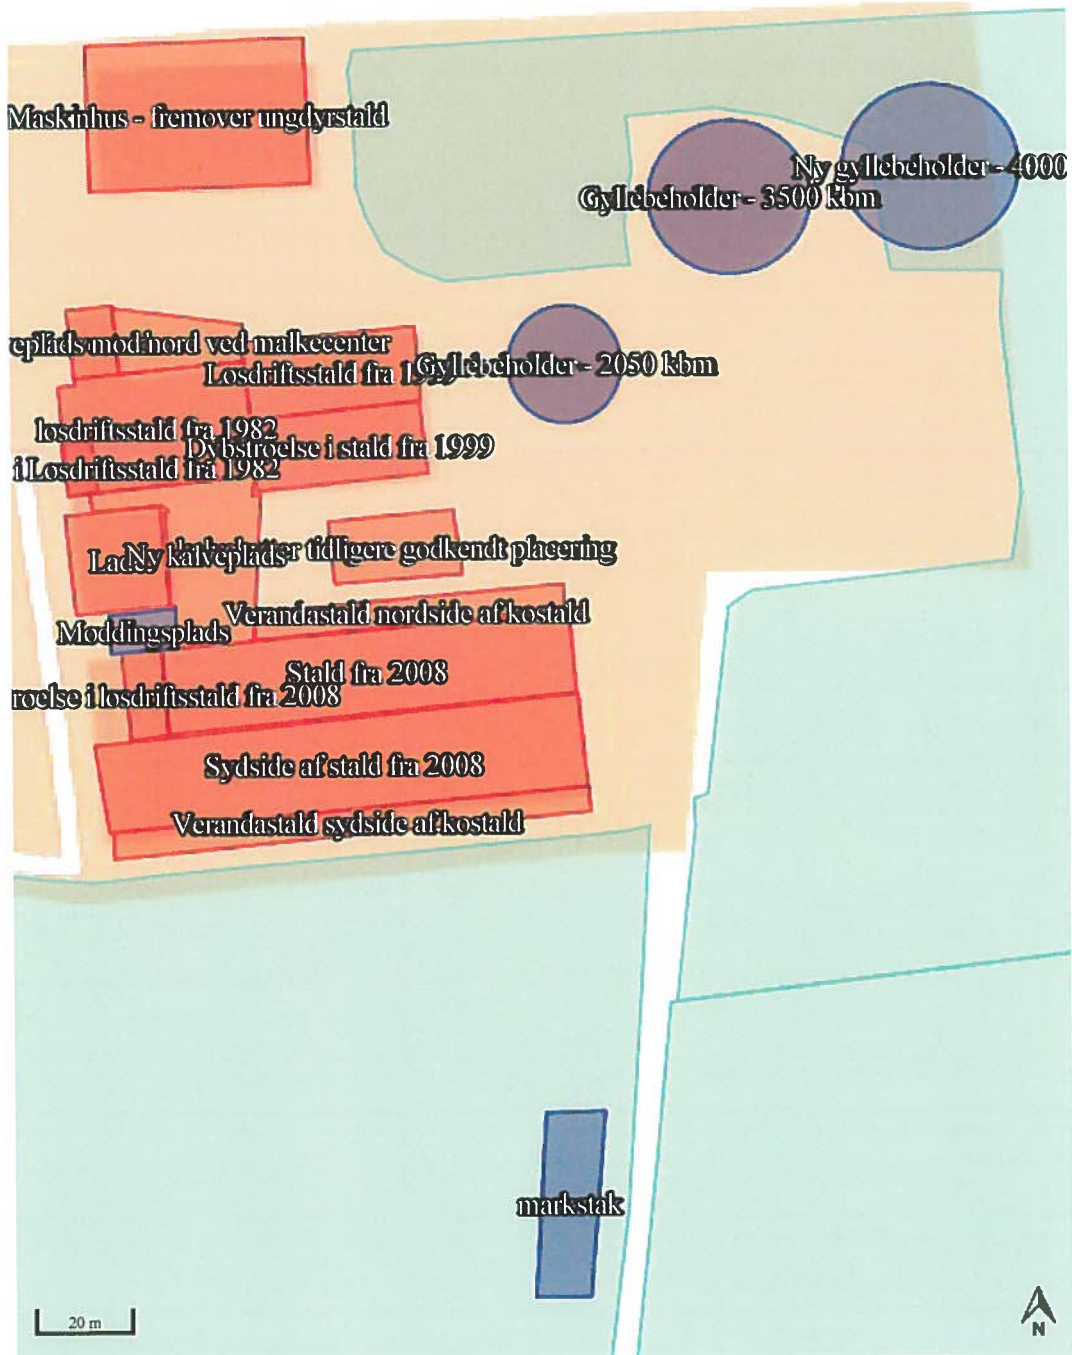 Maskinhus - fremover ungdyrstald
Ny gyllebeholder - 4000
Gyllebeholder - 3500 kbm
eplads mod nord ved malkecenter
Gyllebeholder - 2050 kbm
Losdriftsstald fra
losdriftsstald fra 1982
Dybstroelse i stald fra 1999
i Losdriftsstald fra 1982
tidligere godkendt placering
Ny kalveplads
Verandastald nordside af kostald
Moddingsplads
Stald fra 2008
roelse i losdriftsstald fra 2008
Sydside af stald fra 2008
Verandastald sydside af kostald
markstak
20 m
N